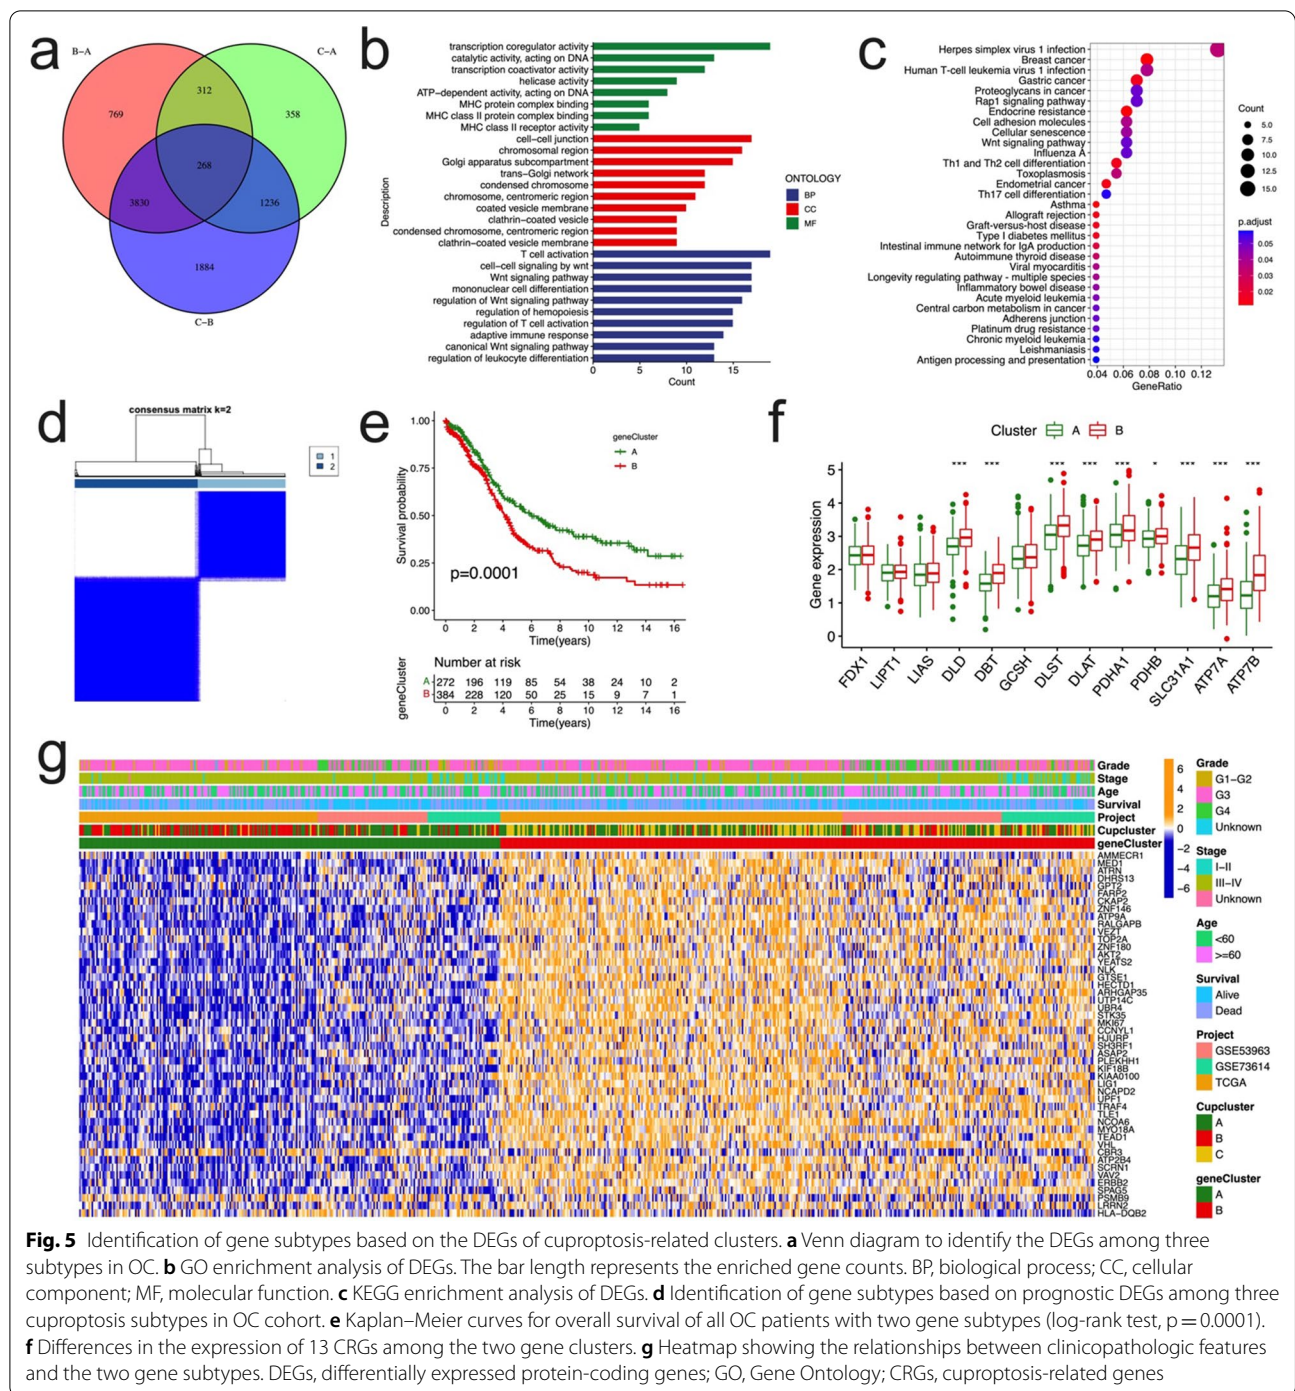 a
B-A
C-A
769
312
358
268
3830
1236
1884
C-B
b
transcription coregulator activity
catalytic activity, acting on DNA
transcription coactivator activity
helicase activity
ATP-dependent activity, acting on DNA
MHC protein complex binding
MHC class II protein complex binding
MHC class II receptor activity
cell-cell junction
chromosomal region
Golgi apparatus subcompartment
trans-Golgi network
condensed chromosome
chromosome, centromeric region
coated vesicle membrane
clathrin-coated vesicle
condensed chromosome, centromeric region
clathrin-coated vesicle membrane
T cell activation
cell-cell signaling by wnt
Wnt signaling pathway
mononuclear cell differentiation
regulation of Wnt signaling pathway
regulation of hemopoiesis
regulation of T cell activation
adaptive immune response
canonical Wnt signaling pathway
regulation of leukocyte differentiation
Description
0 5 10 15
Count
ONTOLOGY
BP
CC
MF
c
Herpes simplex virus 1 infection
Breast cancer
Human T-cell leukemia virus 1 infection
Gastric cancer
Proteoglycans in cancer
Rap1 signaling pathway
Endocrine resistance
Cell adhesion molecules
Cellular senescence
Wnt signaling pathway
Influenza A
Th1 and Th2 cell differentiation
Toxoplasmosis
Endometrial cancer
Th17 cell differentiation
Asthma
Allograft rejection
Graft-versus-host disease
Type I diabetes mellitus
Intestinal immune network for IgA production
Autoimmune thyroid disease
Viral myocarditis
Longevity regulating pathway - multiple species
Inflammatory bowel disease
Acute myeloid leukemia
Central carbon metabolism in cancer
Adherens junction
Platinum drug resistance
Chronic myeloid leukemia
Leishmaniasis
Antigen processing and presentation
0.04 0.06 0.08 0.10 0.12
GeneRatio
Count
5.0
7.5
10.0
12.5
15.0
p.adjust
0.05
0.04
0.03
0.02
d
consensus matrix k=2
1
2
e
geneCluster
A
B
Survival probability
1.00
0.75
0.50
0.25
0.00
p=0.0001
0 2 4 6 8 10 12 14 16
Time(years)
Number at risk
geneCluster
A 272 196 119 85 54 38 24 10 2
B 384 228 120 50 25 15 9 7 1
0 2 4 6 8 10 12 14 16
Time(years)
f
Cluster A B
*** *** *** *** *** * *** *** ***
Gene expression
5
4
3
2
1
0
FDX1
LIPT1
LIAS
DLD
DBT
GCSH
DLST
DLAT
PDHA1
PDHB
SLC31A1
ATP7A
ATP7B
g
Grade
Stage
Age
Survival
Project
Cupcluster
geneCluster
AMMECR1
MED1
ATRN
DHRS13
GPT2
FARP2
CKAP2
ZNF146
ATP9A
RALGAPB
VEZT
TOP2A
ZNF180
AKT2
YEATS2
NLK
GTSE1
HECTD1
ARHGAP35
UTP14C
UBR4
STK35
MKI67
CCNYL1
HJURP
SH3RF1
ASAP2
PLEKHH1
KIF18B
KIAA0100
LIG1
NCAPD2
UPF1
TRAF4
TLE1
NCOA6
MYO18A
TEAD1
VHL
CBR3
ATP2B4
SCRN1
VAV2
ERBB2
SPAG5
PSMB9
LRRN2
HLA-DQB2
6
4
2
0
-2
-4
-6
Grade
G1-G2
G3
G4
Unknown
Stage
I-II
III-IV
Unknown
Age
<60
>=60
Survival
Alive
Dead
Project
GSE53963
GSE73614
TCGA
Cupcluster
A
B
C
geneCluster
A
B
Fig. 5 Identification of gene subtypes based on the DEGs of cuproptosis-related clusters. a Venn diagram to identify the DEGs among three
subtypes in OC. b GO enrichment analysis of DEGs. The bar length represents the enriched gene counts. BP, biological process; CC, cellular
component; MF, molecular function. c KEGG enrichment analysis of DEGs. d Identification of gene subtypes based on prognostic DEGs among three
cuproptosis subtypes in OC cohort. e Kaplan–Meier curves for overall survival of all OC patients with two gene subtypes (log-rank test, p = 0.0001).
f Differences in the expression of 13 CRGs among the two gene clusters. g Heatmap showing the relationships between clinicopathologic features
and the two gene subtypes. DEGs, differentially expressed protein-coding genes; GO, Gene Ontology; CRGs, cuproptosis-related genes